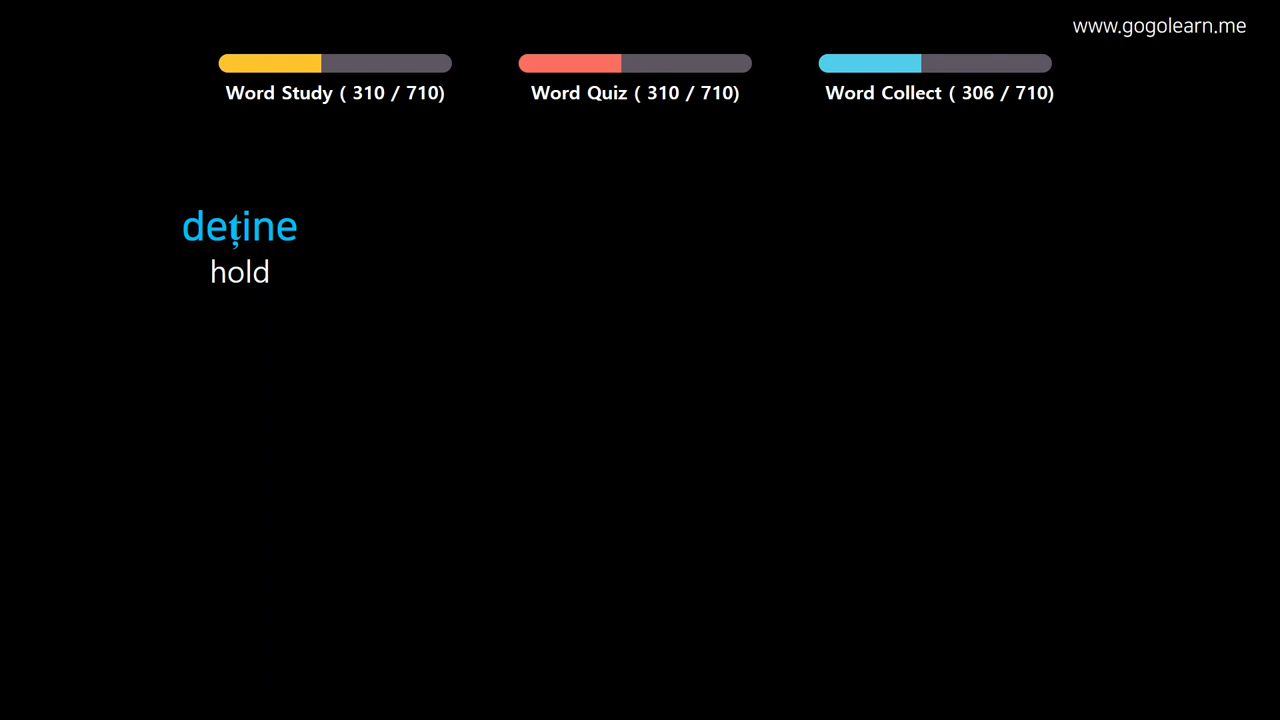 www.gogolearn.me
Word Study ( 310 / 710)
Word Quiz ( 310 / 710)
Word Collect ( 306 / 710)
deține
hold